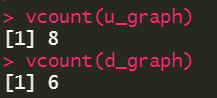 > vcount(u_graph)
[1] 8
> vcount(d_graph)
[1] 6